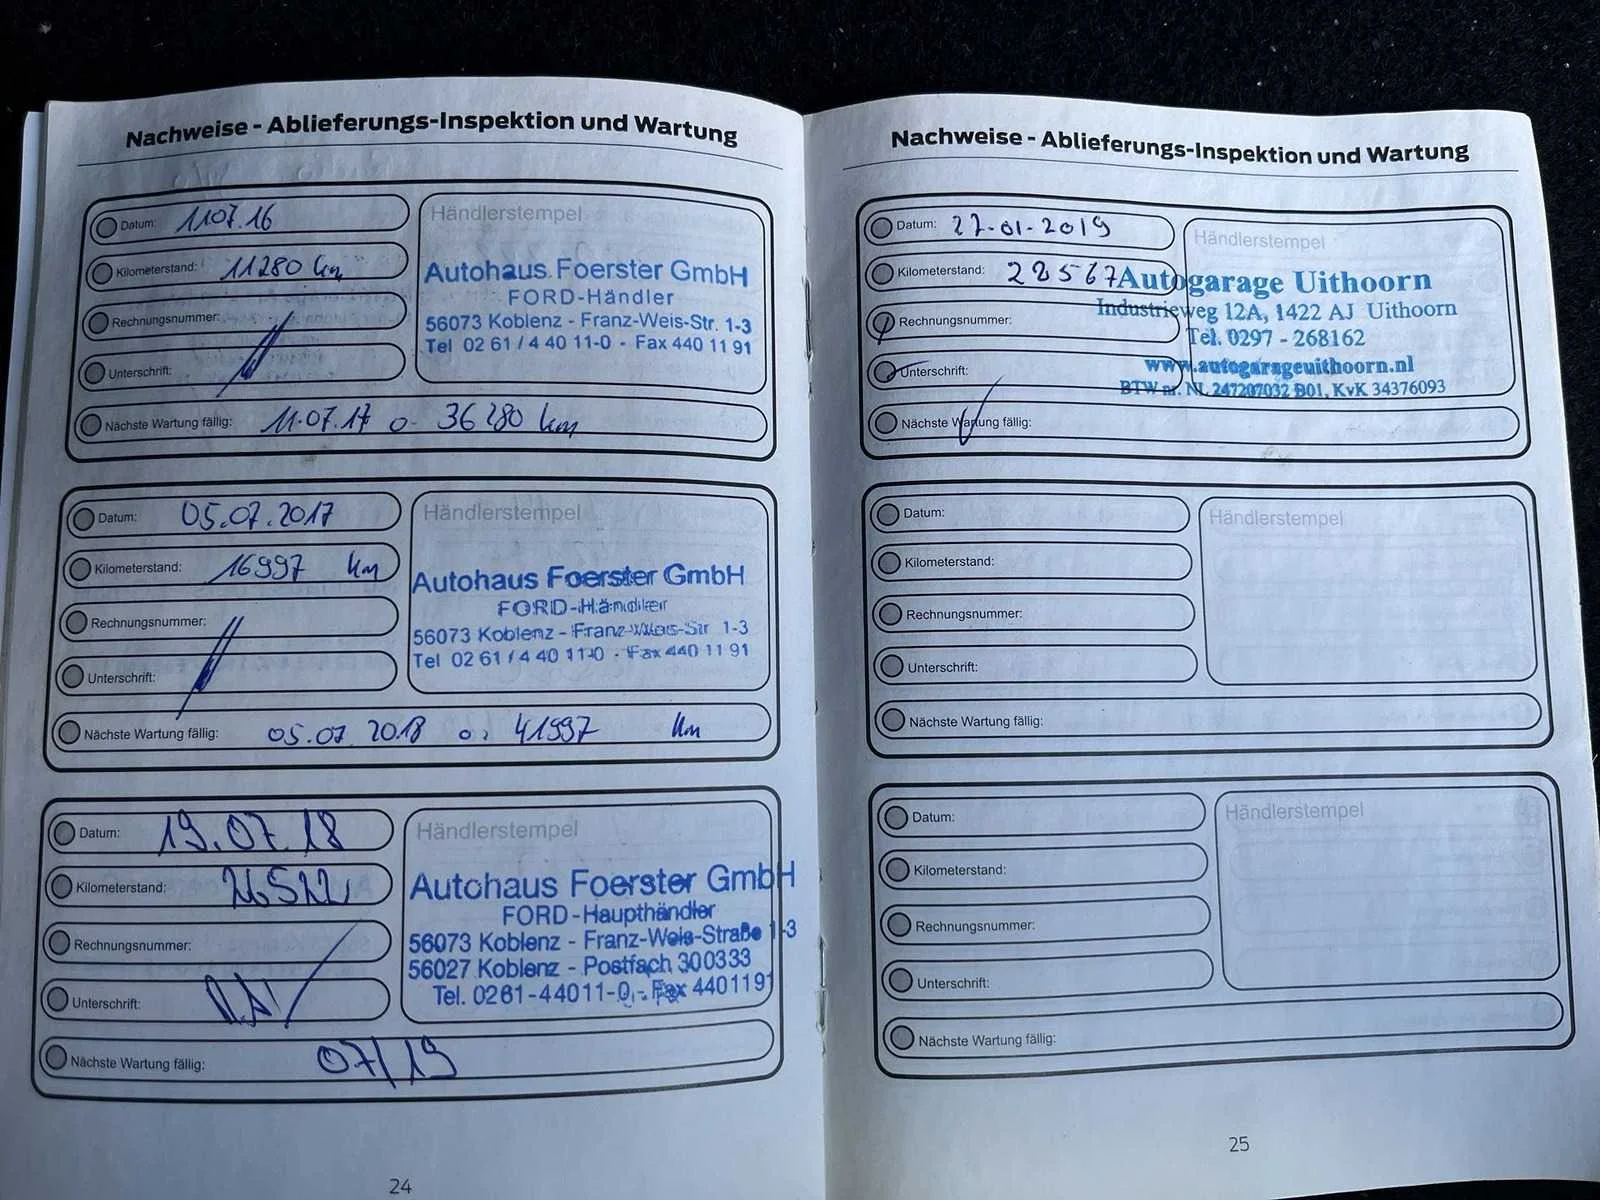 Nachweise - Ablieferungs-Inspektion und Wartung
Datum: 11.07.16
Kilometerstand: 11280 km
Rechnungsnummer:
Unterschrift:
Nächste Wartung fällig: 11.07.17 o. 36280 km
Händlerstempel
Autohaus Foerster GmbH
FORD-Händler
56073 Koblenz - Franz-Weis-Str. 1-3
Tel 02 61 / 4 40 11-0 - Fax 440 11 91
Datum: 05.07.2017
Kilometerstand: 16997 km
Rechnungsnummer:
Unterschrift:
Nächste Wartung fällig: 05.07.2018 o. 41997 km
Händlerstempel
Autohaus Foerster GmbH
FORD-Händler
56073 Koblenz - Franz-Weis-Str 1-3
Tel 02 61 / 4 40 11-0 - Fax 440 11 91
Datum: 19.07.18
Kilometerstand: 26522
Rechnungsnummer:
Unterschrift:
Nächste Wartung fällig: 07/19
Händlerstempel
Autohaus Foerster GmbH
FORD-Haupthändler
56073 Koblenz - Franz-Weis-Straße 1-3
56027 Koblenz - Postfach 300333
Tel. 0261-44011-0 - Fax 4401191
24
Nachweise - Ablieferungs-Inspektion und Wartung
Datum: 27-01-2019
Kilometerstand: 28567
Rechnungsnummer:
Unterschrift:
Nächste Wartung fällig:
Händlerstempel
Autogarage Uithoorn
Industrieweg 12A, 1422 AJ Uithoorn
Tel. 0297 - 268162
www.autogarageuithoorn.nl
BTW nr. NL 247207032 B01, KvK 34376093
Datum:
Kilometerstand:
Rechnungsnummer:
Unterschrift:
Nächste Wartung fällig:
Händlerstempel
Datum:
Kilometerstand:
Rechnungsnummer:
Unterschrift:
Nächste Wartung fällig:
Händlerstempel
25